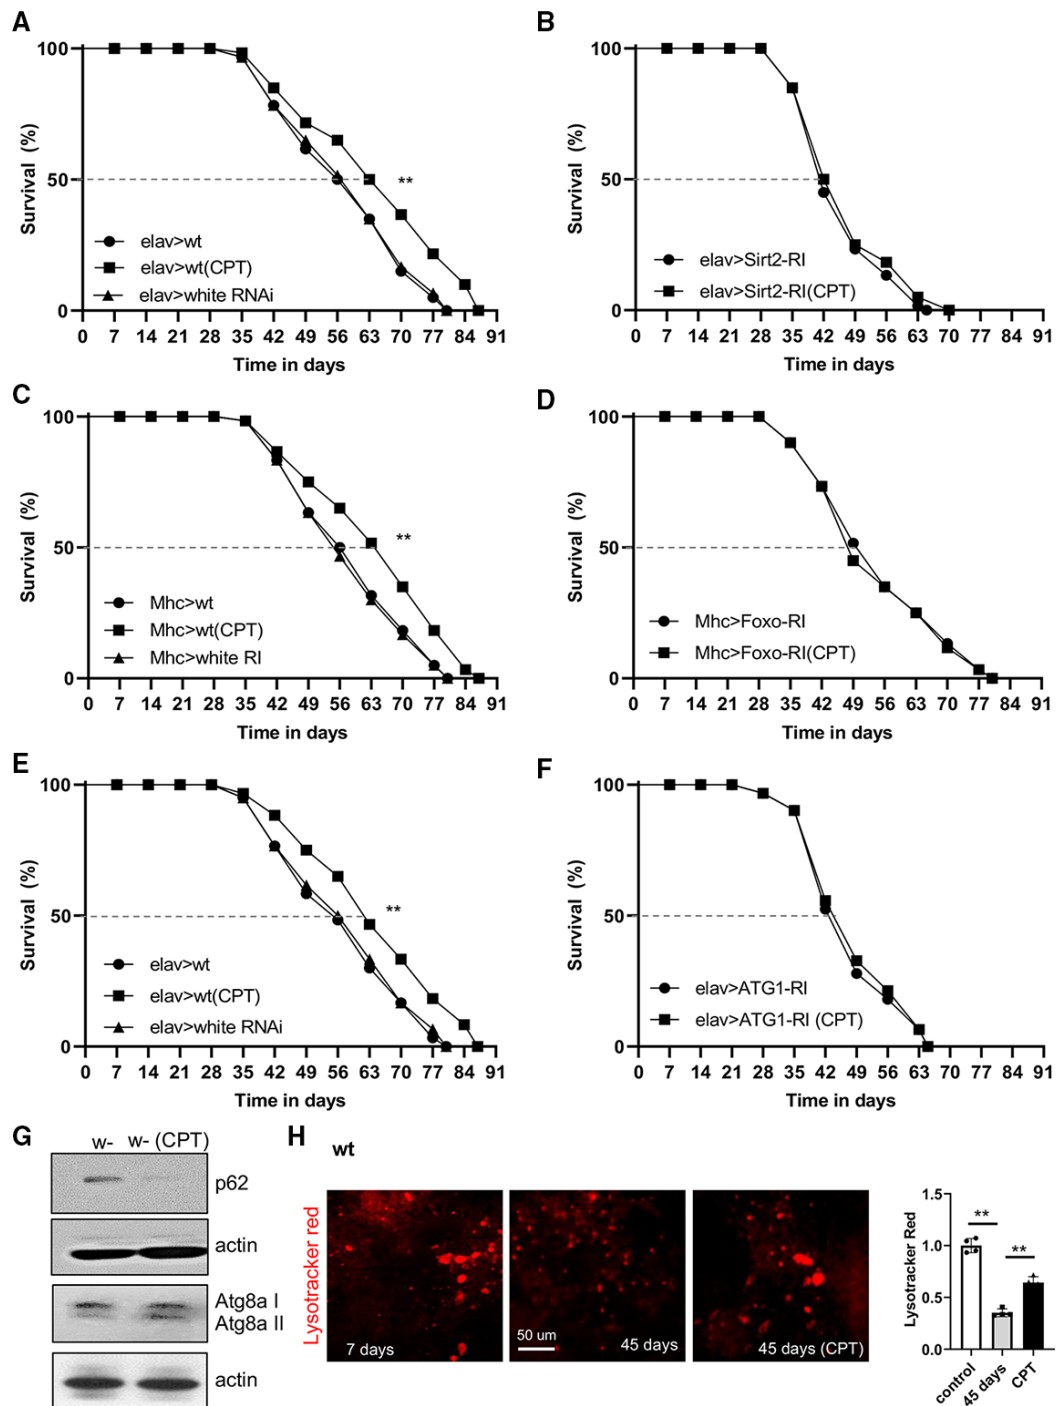 A
100
50
0
Survival (%)
elav>wt
elav>wt(CPT)
elav>white RNAi
**
0 7 14 21 28 35 42 49 56 63 70 77 84 91
Time in days
B
100
50
0
Survival (%)
elav>Sirt2-RI
elav>Sirt2-RI(CPT)
0 7 14 21 28 35 42 49 56 63 70 77 84 91
Time in days
C
100
50
0
Survival (%)
Mhc>wt
Mhc>wt(CPT)
Mhc>white RI
**
0 7 14 21 28 35 42 49 56 63 70 77 84 91
Time in days
D
100
50
0
Survival (%)
Mhc>Foxo-RI
Mhc>Foxo-RI(CPT)
0 7 14 21 28 35 42 49 56 63 70 77 84 91
Time in days
E
100
50
0
Survival (%)
elav>wt
elav>wt(CPT)
elav>white RNAi
**
0 7 14 21 28 35 42 49 56 63 70 77 84 91
Time in days
F
100
50
0
Survival (%)
elav>ATG1-RI
elav>ATG1-RI (CPT)
0 7 14 21 28 35 42 49 56 63 70 77 84 91
Time in days
G
w- w- (CPT)
p62
actin
Atg8a I
Atg8a II
actin
H
wt
Lysotracker red
7 days
50 um
45 days
45 days (CPT)
Lysotracker Red
1.5
1.0
0.5
0.0
**
**
control
45 days
CPT